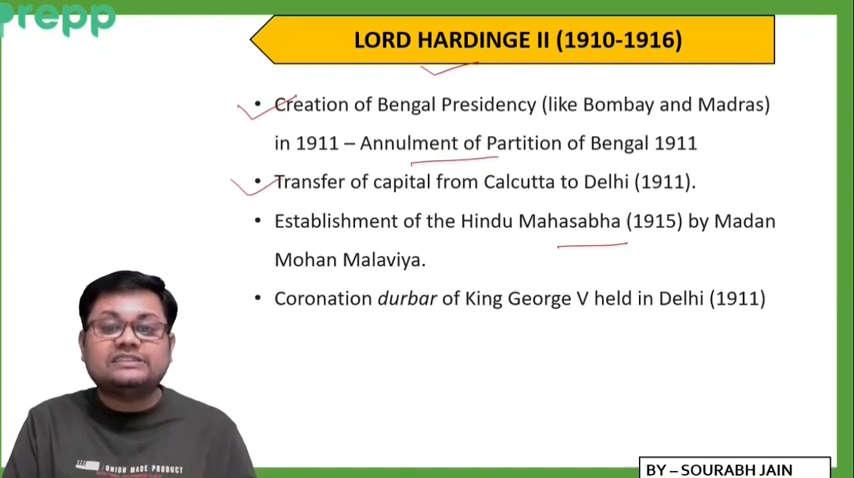 prepp
LORD HARDINGE II (1910-1916)
• Creation of Bengal Presidency (like Bombay and Madras)
in 1911 – Annulment of Partition of Bengal 1911
• Transfer of capital from Calcutta to Delhi (1911).
• Establishment of the Hindu Mahasabha (1915) by Madan
Mohan Malaviya.
• Coronation durbar of King George V held in Delhi (1911)
UNION MADE PRODUCT
BY – SOURABH JAIN